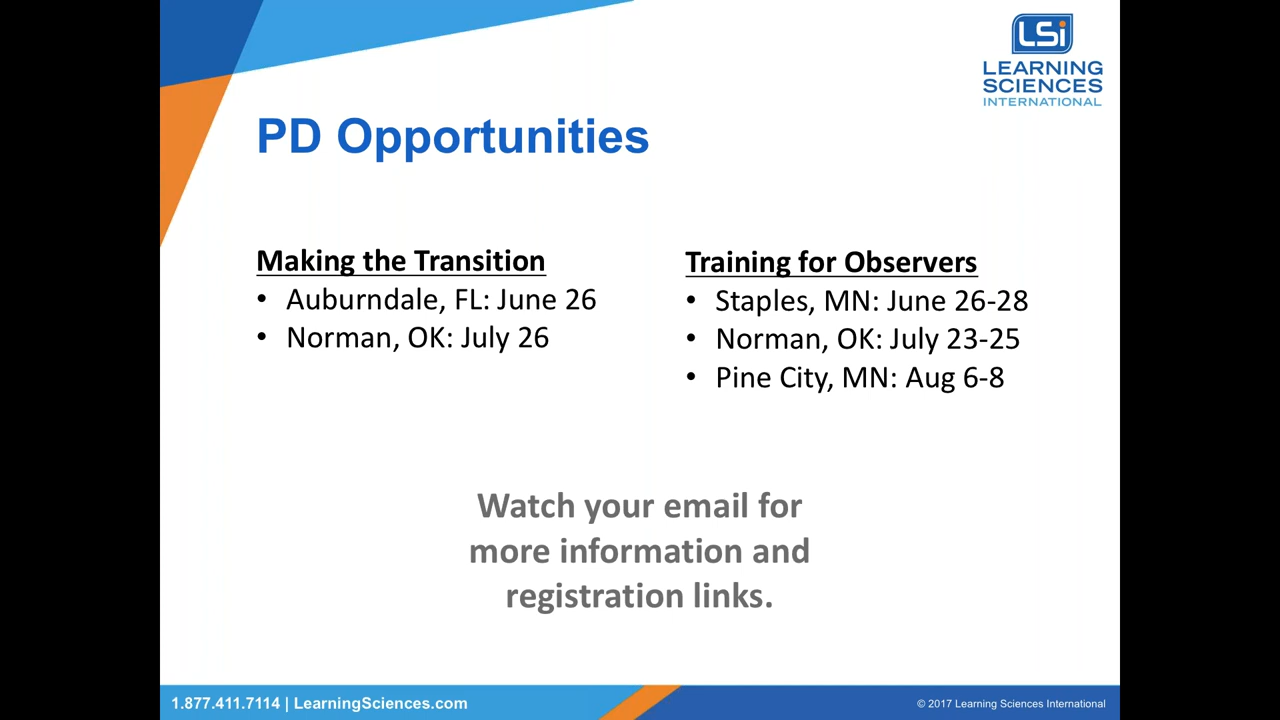 LSi
LEARNING
SCIENCES
INTERNATIONAL
PD Opportunities
Making the Transition
• Auburndale, FL: June 26
• Norman, OK: July 26
Training for Observers
• Staples, MN: June 26-28
• Norman, OK: July 23-25
• Pine City, MN: Aug 6-8
Watch your email for
more information and
registration links.
1.877.411.7114 | LearningSciences.com
© 2017 Learning Sciences International